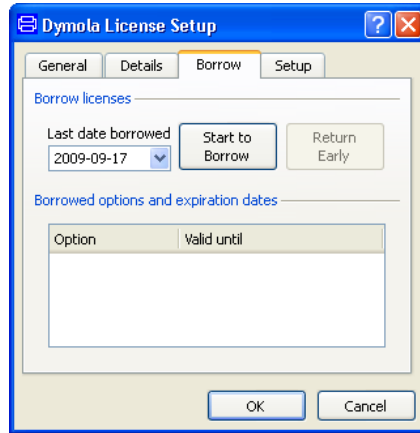 Dymola License Setup
General Details Borrow Setup
Borrow licenses
Last date borrowed
2009-09-17
Start to
Borrow
Return
Early
Borrowed options and expiration dates
Option Valid until
OK Cancel